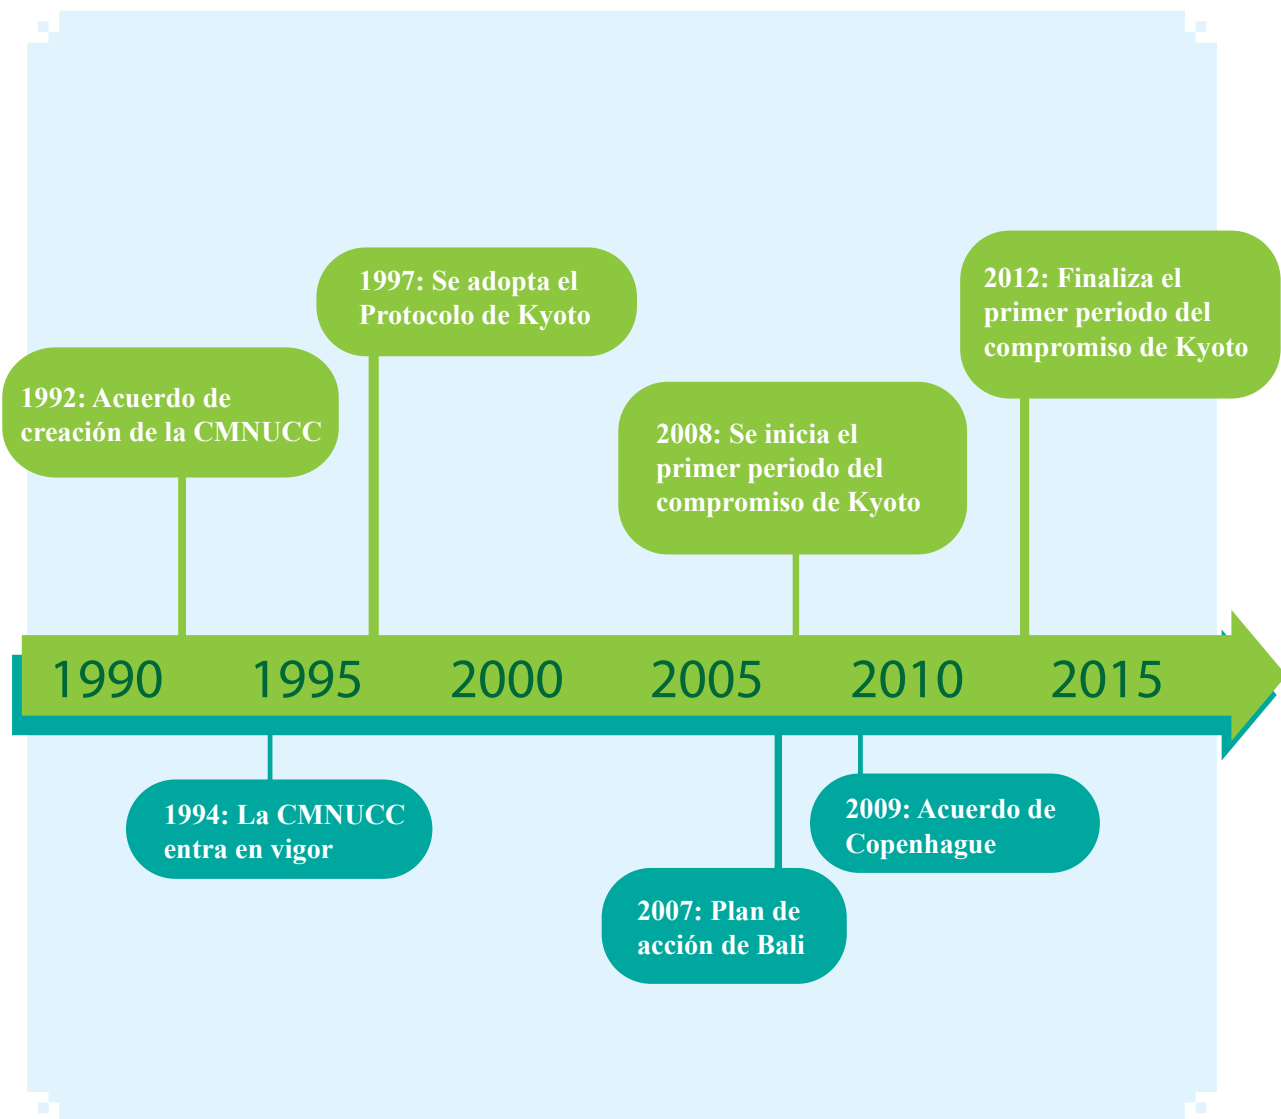 1997: Se adopta el
Protocolo de Kyoto
2012: Finaliza el
primer periodo del
compromiso de Kyoto
1992: Acuerdo de
creación de la CMNUCC
2008: Se inicia el
primer periodo del
compromiso de Kyoto
1990 1995 2000 2005 2010 2015
1994: La CMNUCC
entra en vigor
2009: Acuerdo de
Copenhague
2007: Plan de
acción de Bali